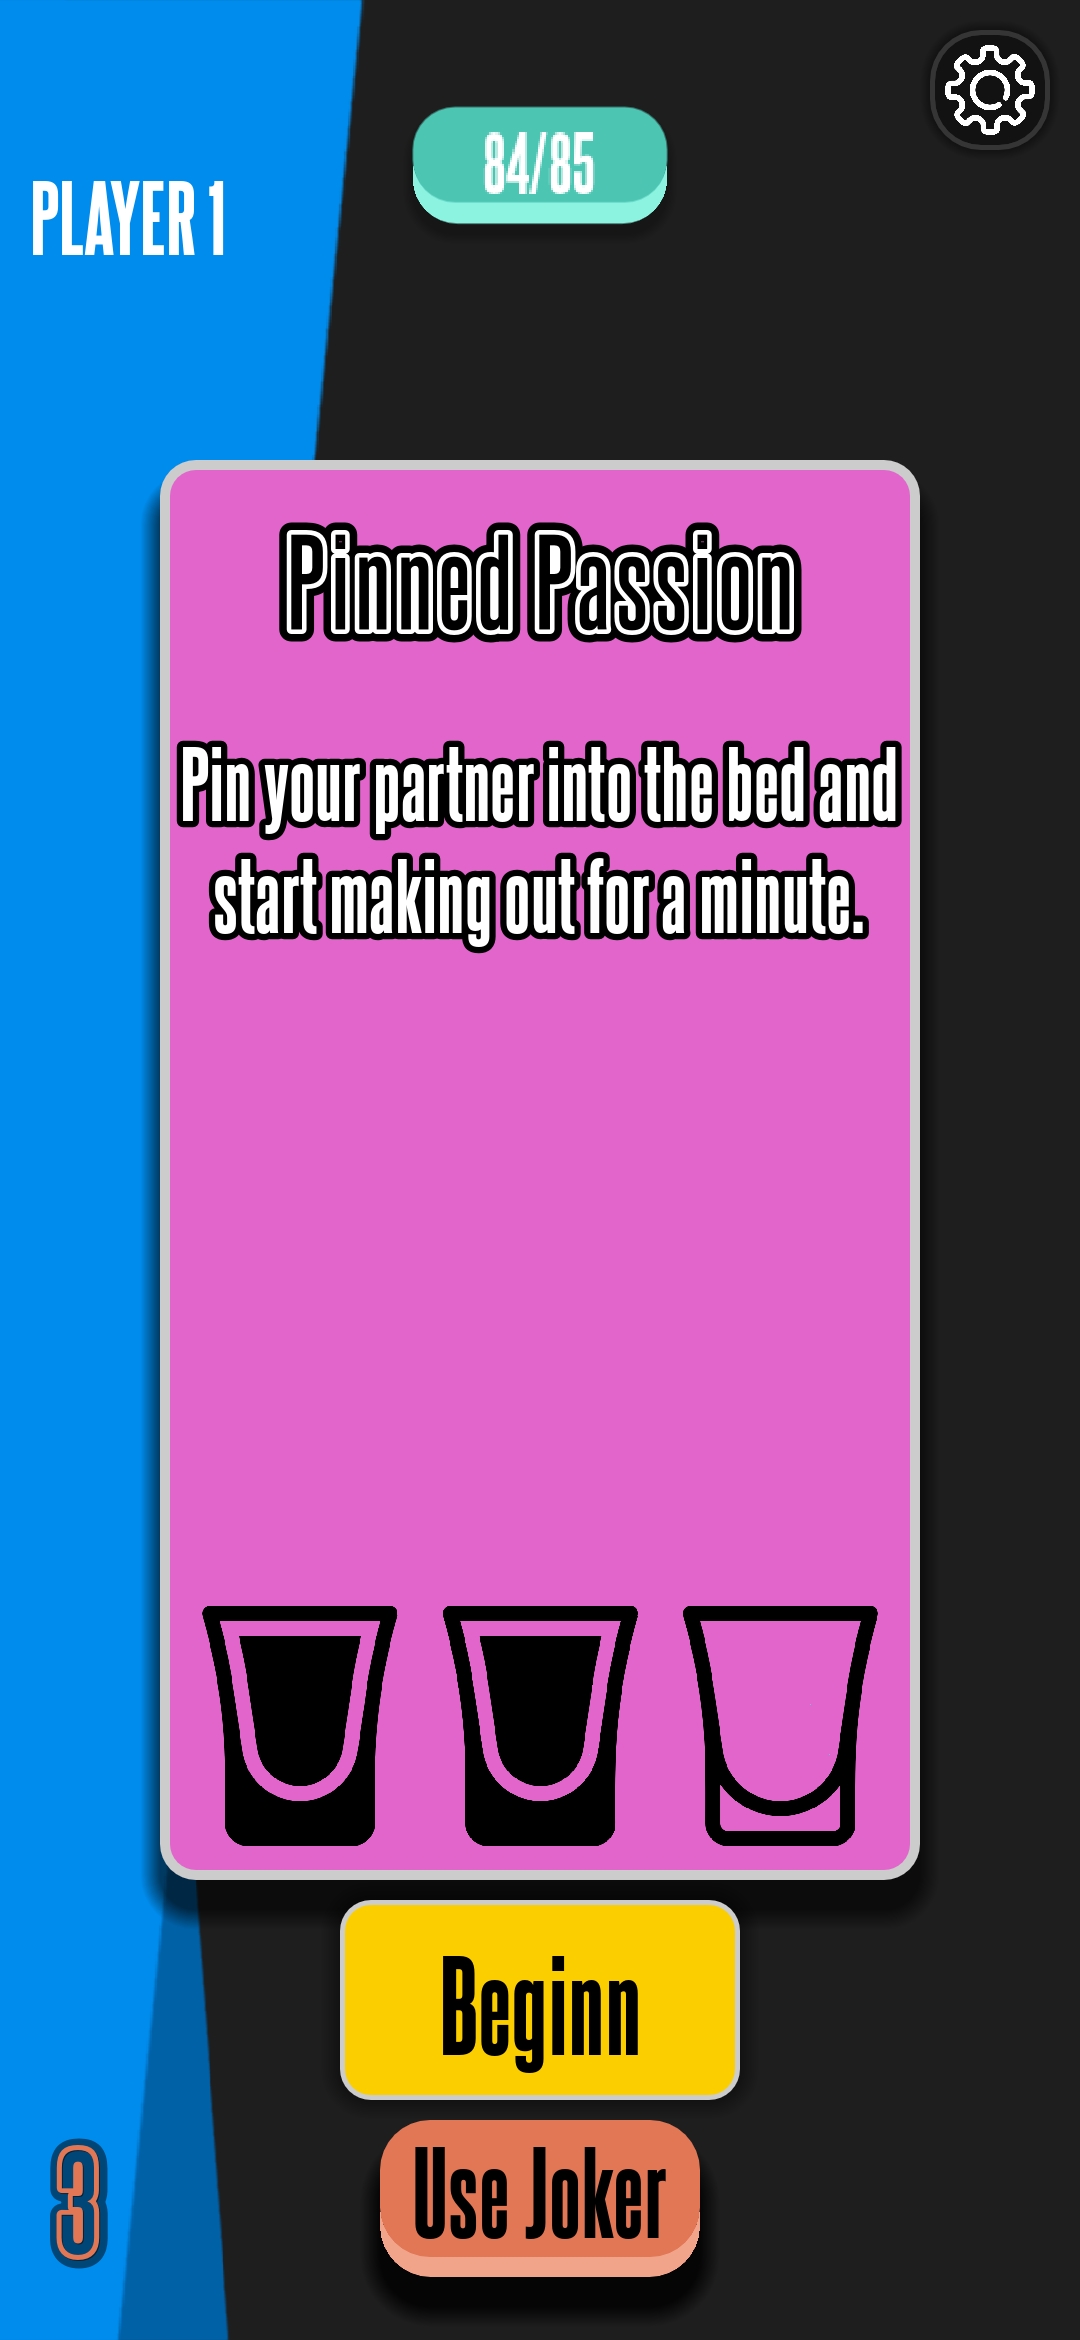 84/85
PLAYER 1
Pinned Passion
Pin your partner into the bed and
start making out for a minute.
Beginn
Use Joker
3